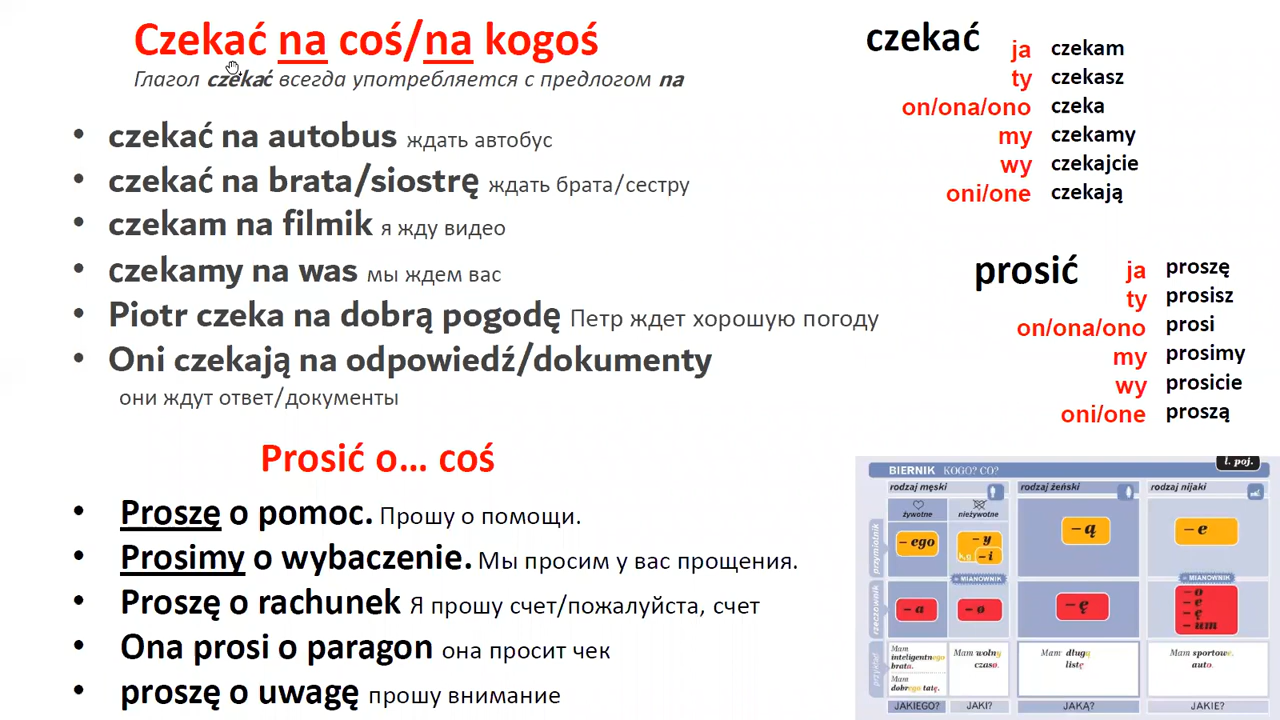 Czekać na coś/na kogoś
Глагол czekać всегда употребляется с предлогом na
• czekać na autobus ждать автобус
• czekać na brata/siostrę ждать брата/сестру
• czekam na filmik я жду видео
• czekamy na was мы ждем вас
• Piotr czeka na dobrą pogodę Петр ждет хорошую погоду
• Oni czekają na odpowiedź/dokumenty
они ждут ответ/документы
Prosić o... coś
• Proszę o pomoc. Прошу о помощи.
• Prosimy o wybaczenie. Мы просим у вас прощения.
• Proszę o rachunek Я прошу счет/пожалуйста, счет
• Ona prosi o paragon она просит чек
• proszę o uwagę прошу внимание
czekać
ja czekam
ty czekasz
on/ona/ono czeka
my czekamy
wy czekajcie
oni/one czekają
prosić
ja proszę
ty prosisz
on/ona/ono prosi
my prosimy
wy prosicie
oni/one proszą
BIERNIK KOGO? CO?
l. poj.
rodzaj męski rodzaj żeński rodzaj nijaki
żywotne nieżywotne
przymiotnik
– ego – y – ą – e
k, g – i
= MIANOWNIK = MIANOWNIK
rzeczownik
– a – ø – ę
– o
– e
– ę
– um
przykład
Mam
inteligentnego
brata.
Mam
dobrego tatę.
Mam wolny
czas
Mam długą
listę
Mam sportowe
auto.
JAKIEGO? JAKI? JAKĄ? JAKIE?